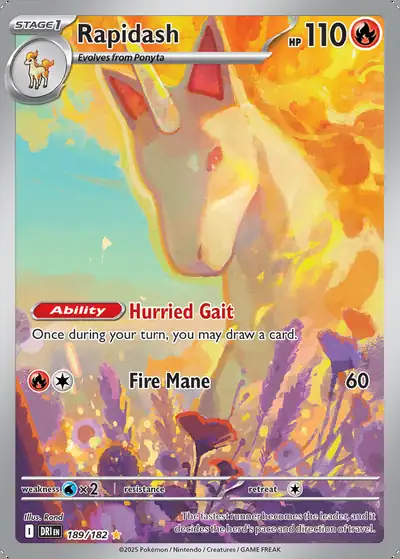 STAGE 1
Rapidash
HP 110
Evolves from Ponyta
Ability Hurried Gait
Once during your turn, you may draw a card.
Fire Mane 60
weakness ×2 resistance retreat
Illus. Rond
I DRI EN 189/182
The fastest runner becomes the leader, and it
decides the herd's pace and direction of travel.
©2025 Pokémon / Nintendo / Creatures / GAME FREAK